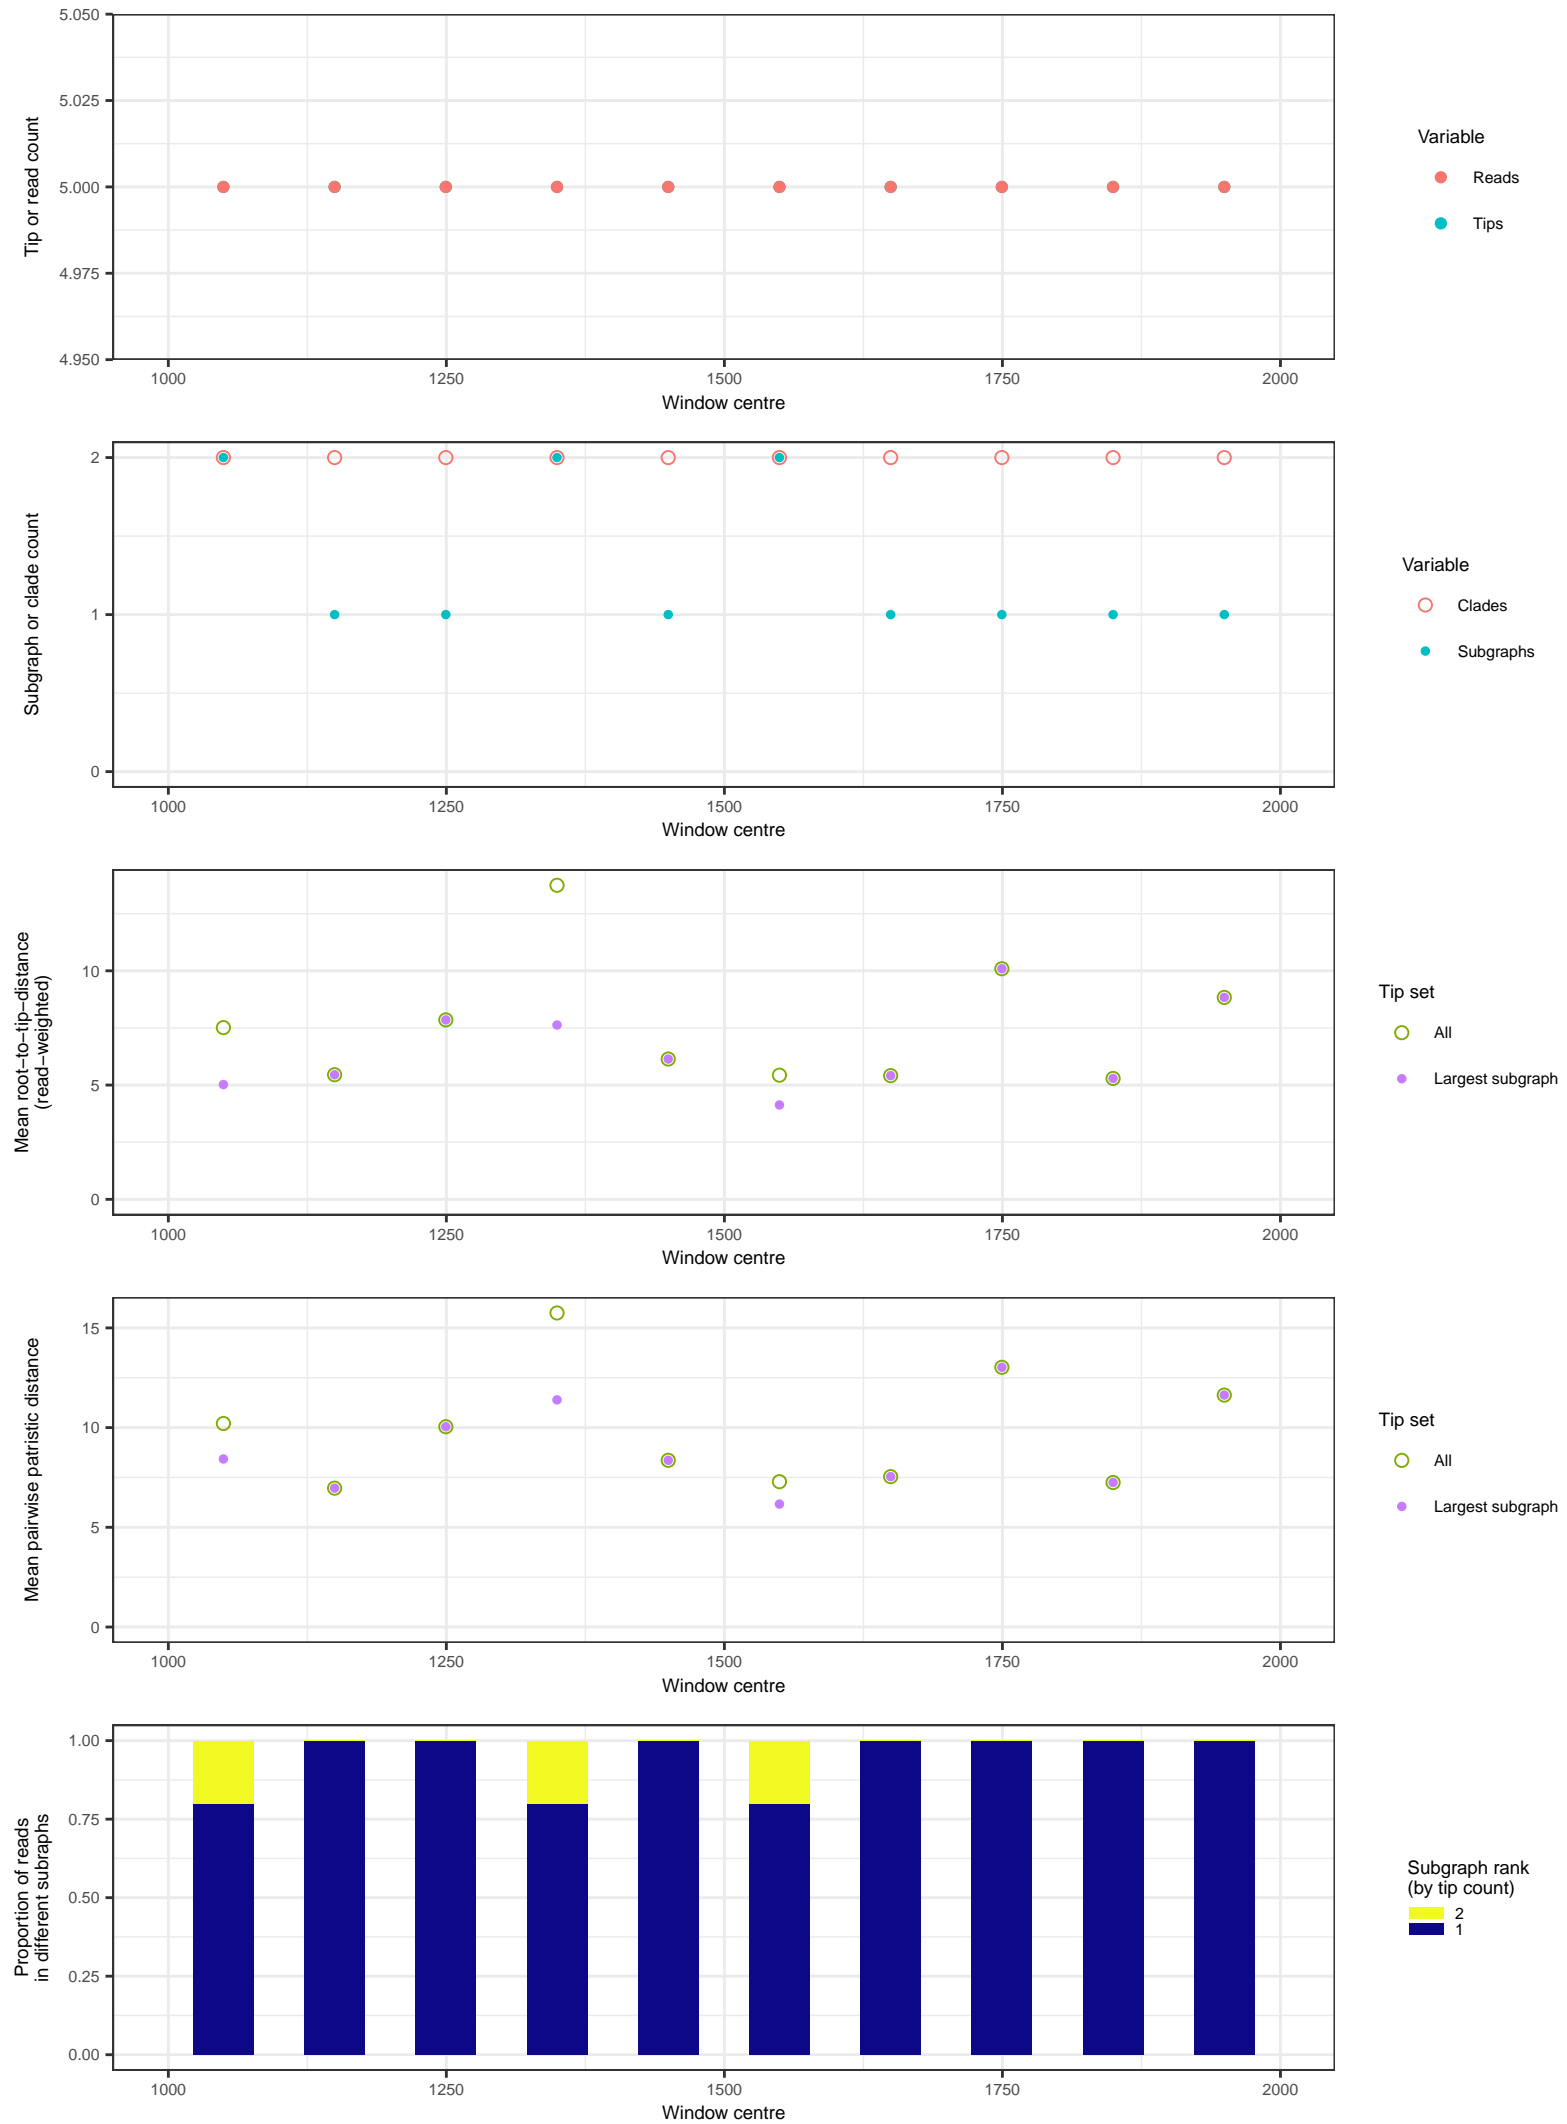 5.050
5.025
5.000
4.975
4.950
Tip or read count
1000 1250 1500 1750 2000
Window centre
Variable
Reads
Tips
2
1
0
Subgraph or clade count
1000 1250 1500 1750 2000
Window centre
Variable
Clades
Subgraphs
10
5
0
Mean root−to−tip−distance
(read−weighted)
1000 1250 1500 1750 2000
Window centre
Tip set
All
Largest subgraph
15
10
5
0
Mean pairwise patristic distance
1000 1250 1500 1750 2000
Window centre
Tip set
All
Largest subgraph
1.00
0.75
0.50
0.25
0.00
Proportion of reads
in different subraphs
1000 1250 1500 1750 2000
Window centre
Subgraph rank
(by tip count)
2
1